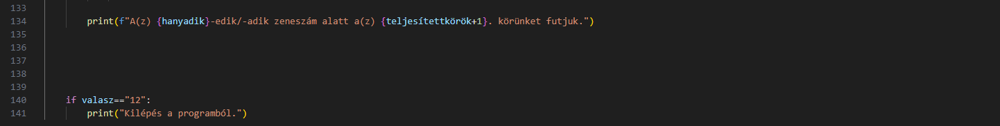 133
134 print(f"A(z) {hanyadik}-edik/-adik zeneszám alatt a(z) {teljesítettkörök+1}. körünket futjuk.")
135
136
137
138
139
140 if valasz=="12":
141 print("Kilépés a programból.")